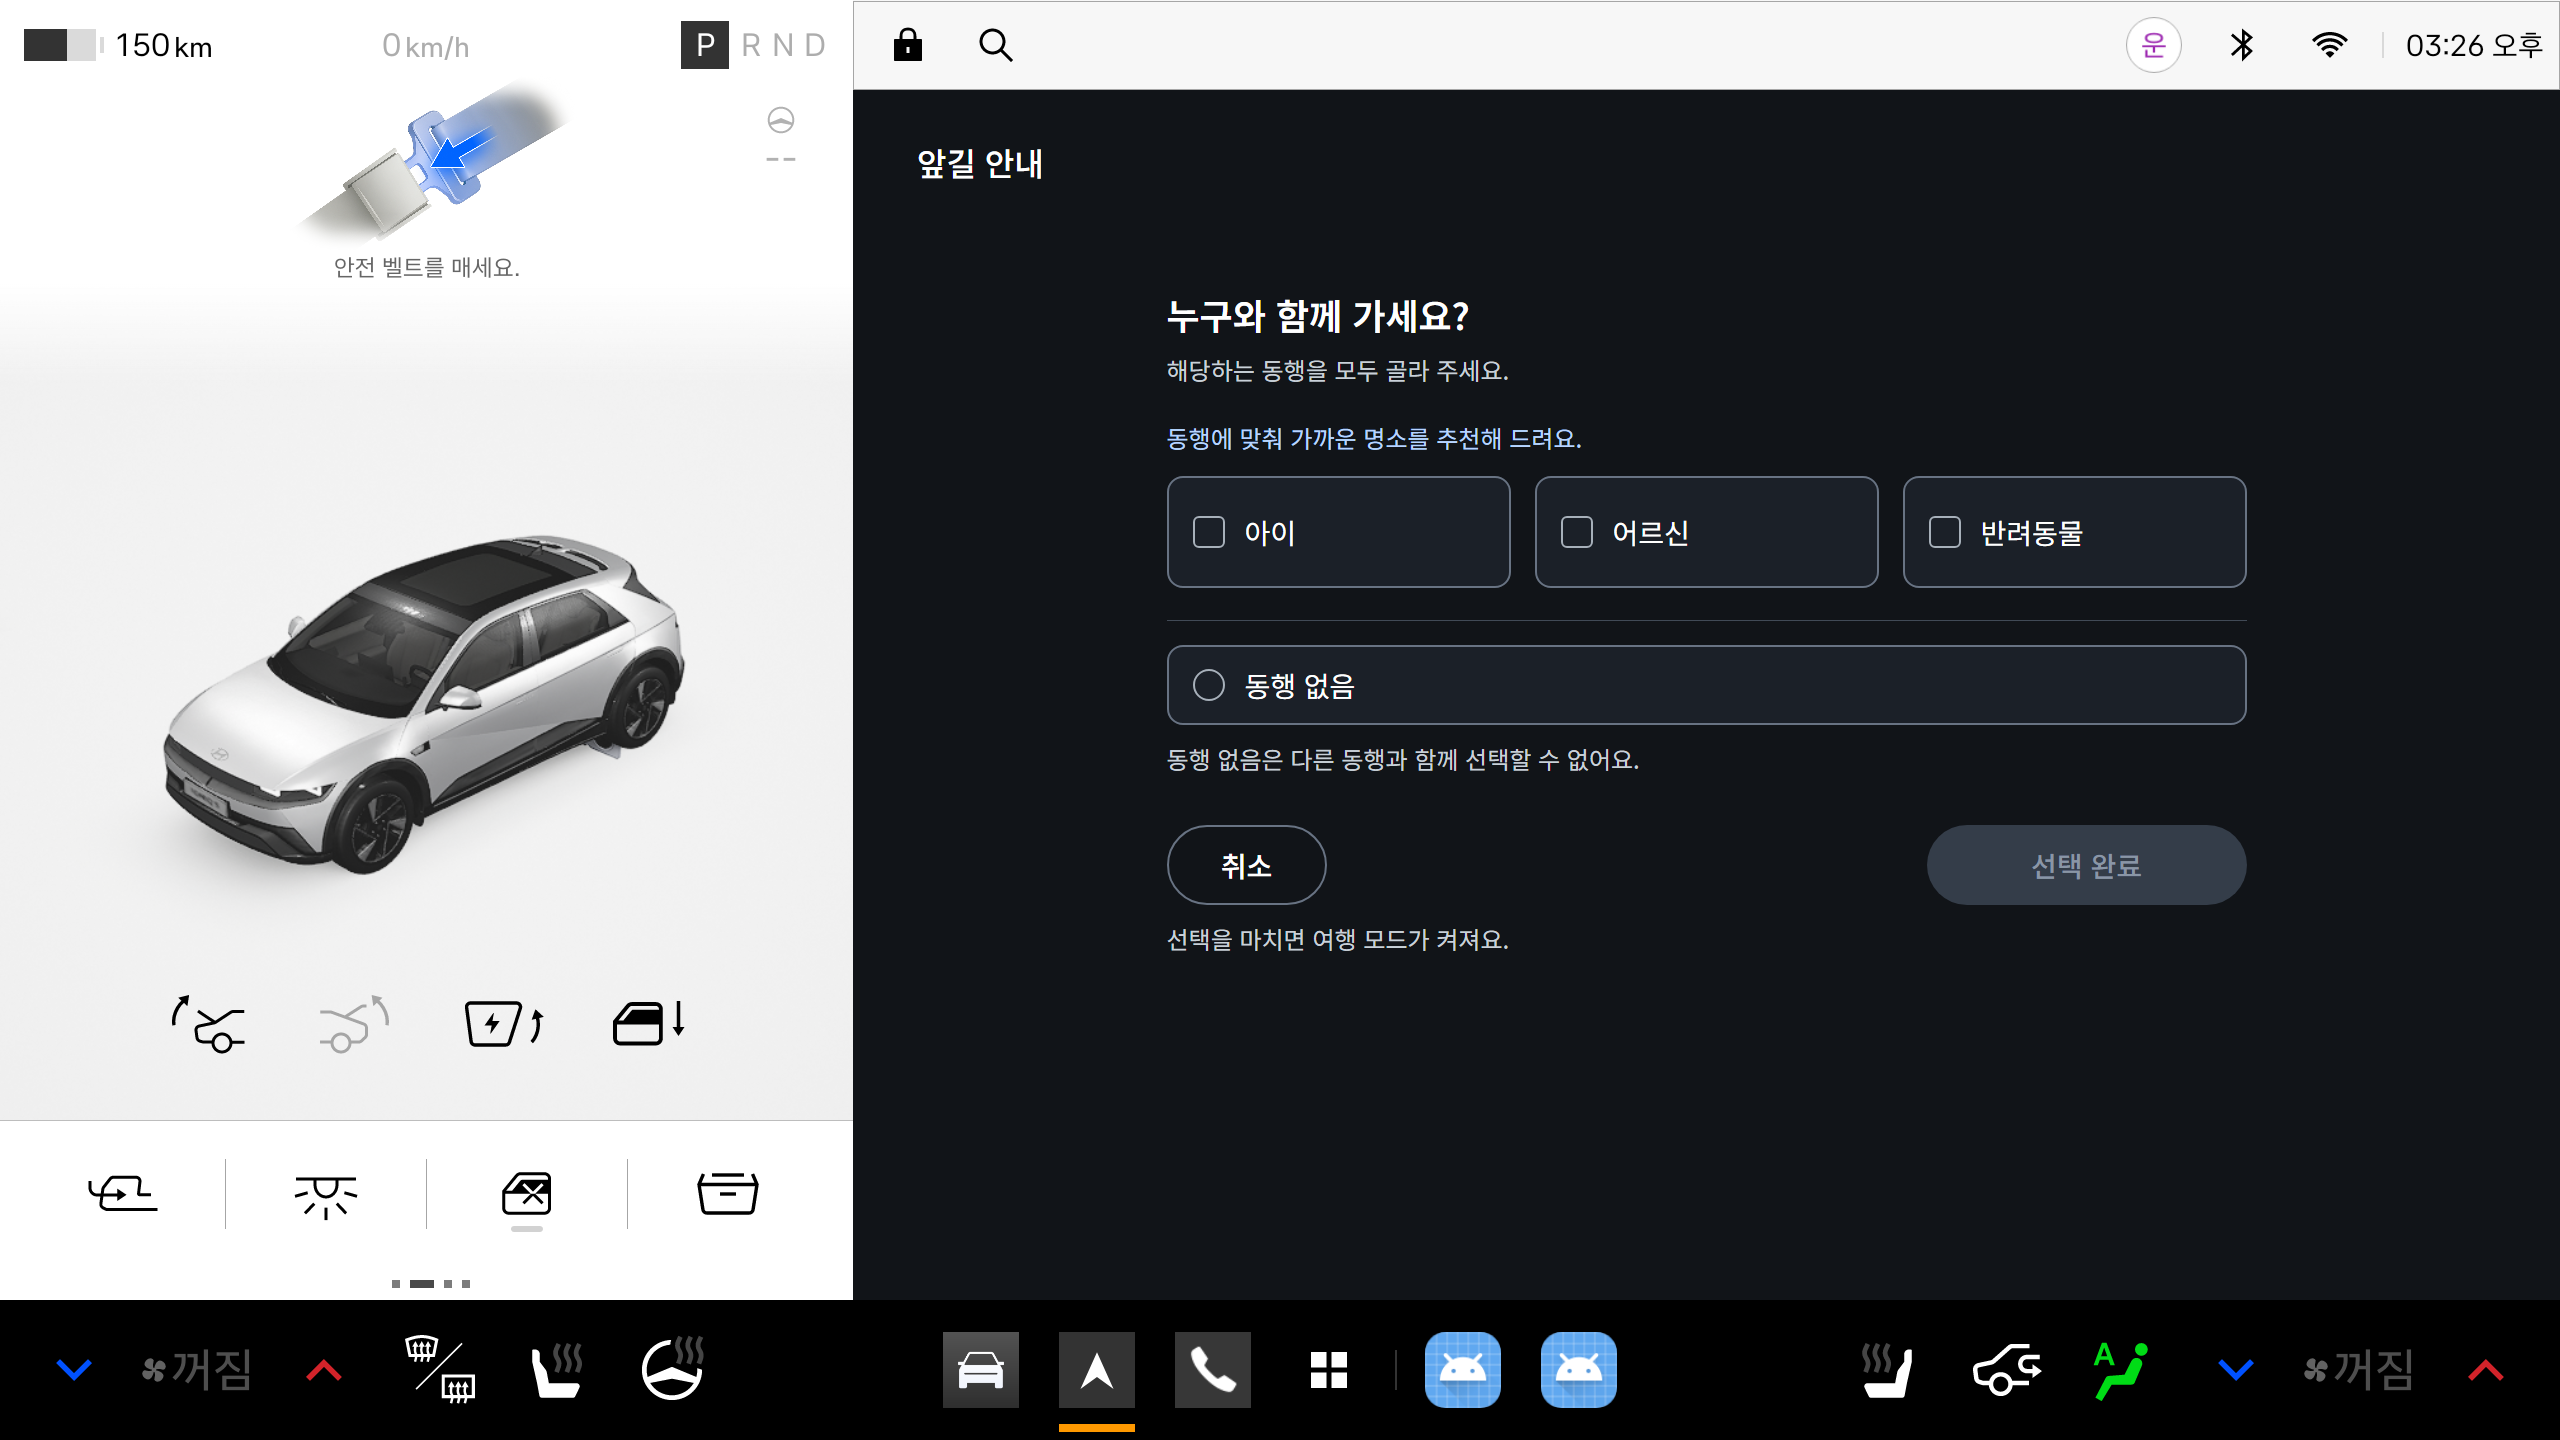 150 km
0 km/h
P R N D
운
03:26 오후
안전 벨트를 매세요.
앞길 안내
누구와 함께 가세요?
해당하는 동행을 모두 골라 주세요.
동행에 맞춰 가까운 명소를 추천해 드려요.
아이
어르신
반려동물
동행 없음
동행 없음은 다른 동행과 함께 선택할 수 없어요.
취소
선택 완료
선택을 마치면 여행 모드가 켜져요.
꺼짐
A
꺼짐